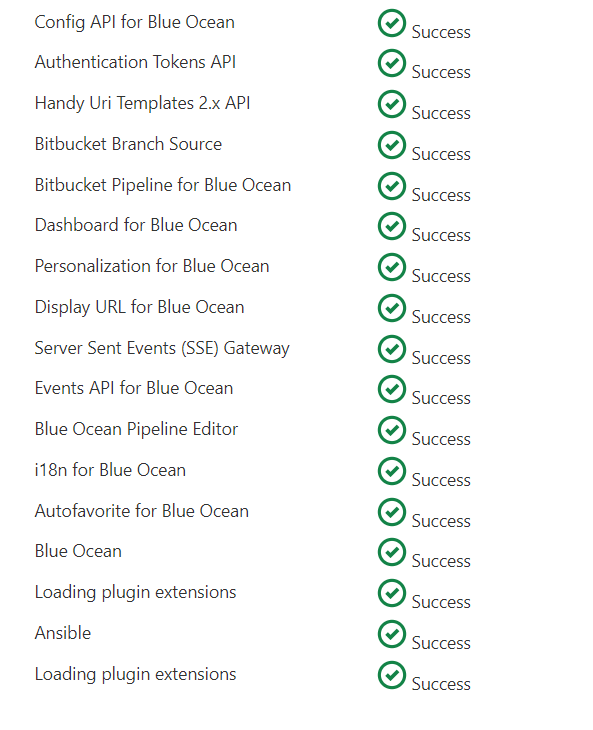 Config API for Blue Ocean Success
Authentication Tokens API Success
Handy Uri Templates 2.x API Success
Bitbucket Branch Source Success
Bitbucket Pipeline for Blue Ocean Success
Dashboard for Blue Ocean Success
Personalization for Blue Ocean Success
Display URL for Blue Ocean Success
Server Sent Events (SSE) Gateway Success
Events API for Blue Ocean Success
Blue Ocean Pipeline Editor Success
i18n for Blue Ocean Success
Autofavorite for Blue Ocean Success
Blue Ocean Success
Loading plugin extensions Success
Ansible Success
Loading plugin extensions Success